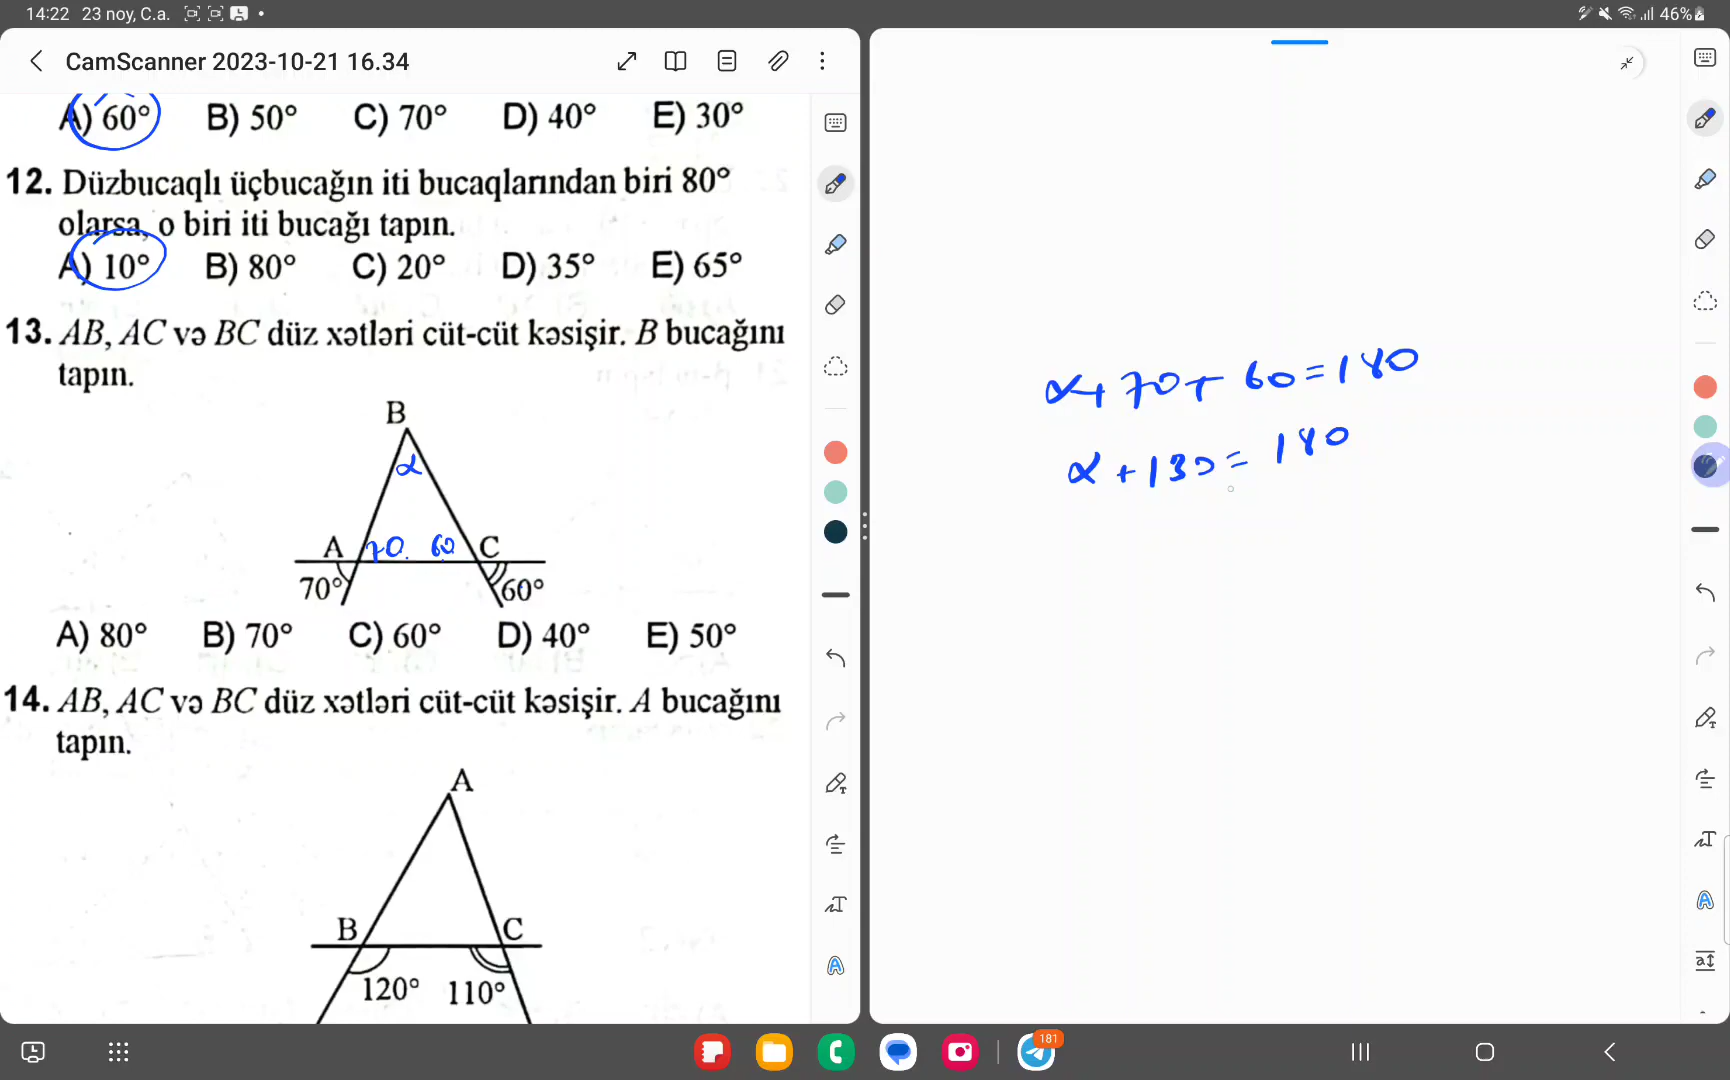 14:22 23 noy, C.a.
46%
CamScanner 2023-10-21 16.34
A) 60° B) 50° C) 70° D) 40° E) 30°
12. Düzbucaqlı üçbucağın iti bucaqlarından biri 80°
olarsa, o biri iti bucağı tapın.
A) 10° B) 80° C) 20° D) 35° E) 65°
13. AB, AC və BC düz xətləri cüt-cüt kəsişir. B bucağını
tapın.
B
α
A 70 60 C
70° 60°
A) 80° B) 70° C) 60° D) 40° E) 50°
14. AB, AC və BC düz xətləri cüt-cüt kəsişir. A bucağını
tapın.
A
B C
120° 110°
α+70+60=180
α+130=180
181